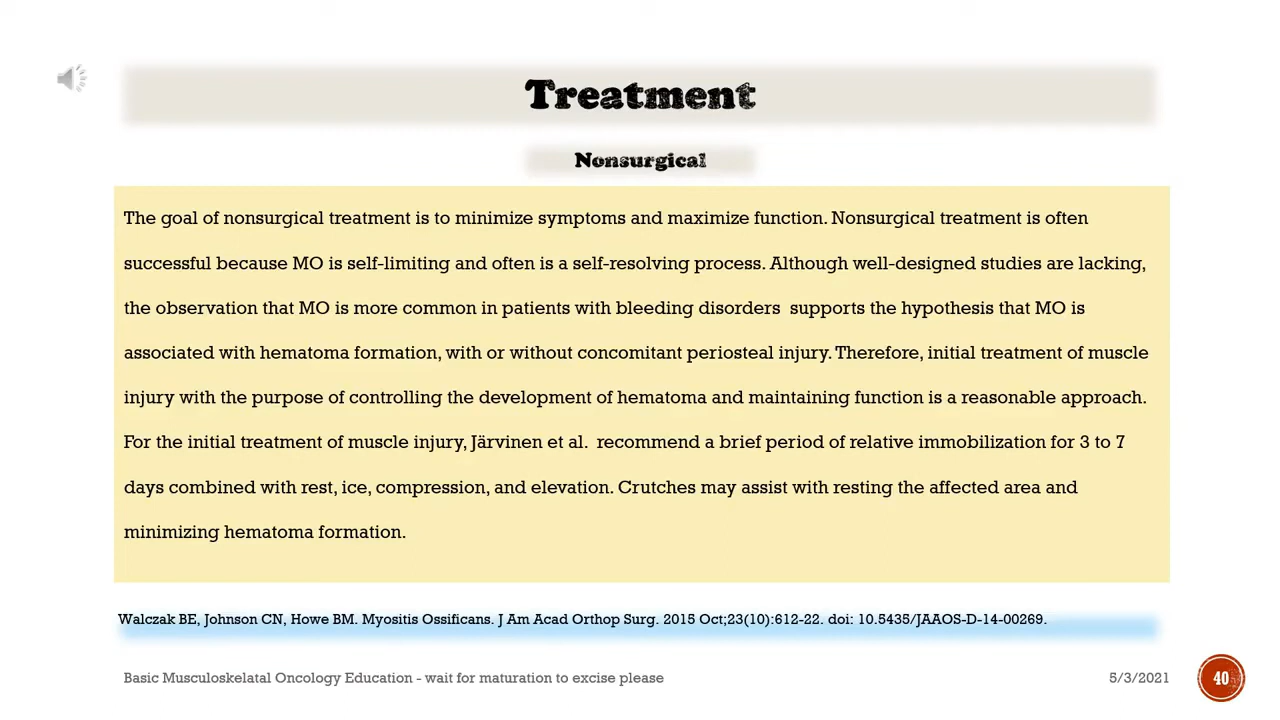 Treatment
Nonsurgical
The goal of nonsurgical treatment is to minimize symptoms and maximize function. Nonsurgical treatment is often
successful because MO is self-limiting and often is a self-resolving process. Although well-designed studies are lacking,
the observation that MO is more common in patients with bleeding disorders  supports the hypothesis that MO is
associated with hematoma formation, with or without concomitant periosteal injury. Therefore, initial treatment of muscle
injury with the purpose of controlling the development of hematoma and maintaining function is a reasonable approach.
For the initial treatment of muscle injury, Järvinen et al.  recommend a brief period of relative immobilization for 3 to 7
days combined with rest, ice, compression, and elevation. Crutches may assist with resting the affected area and
minimizing hematoma formation.
Walczak BE, Johnson CN, Howe BM. Myositis Ossificans. J Am Acad Orthop Surg. 2015 Oct;23(10):612-22. doi: 10.5435/JAAOS-D-14-00269.
Basic Musculoskelatal Oncology Education - wait for maturation to excise please
5/3/2021
40